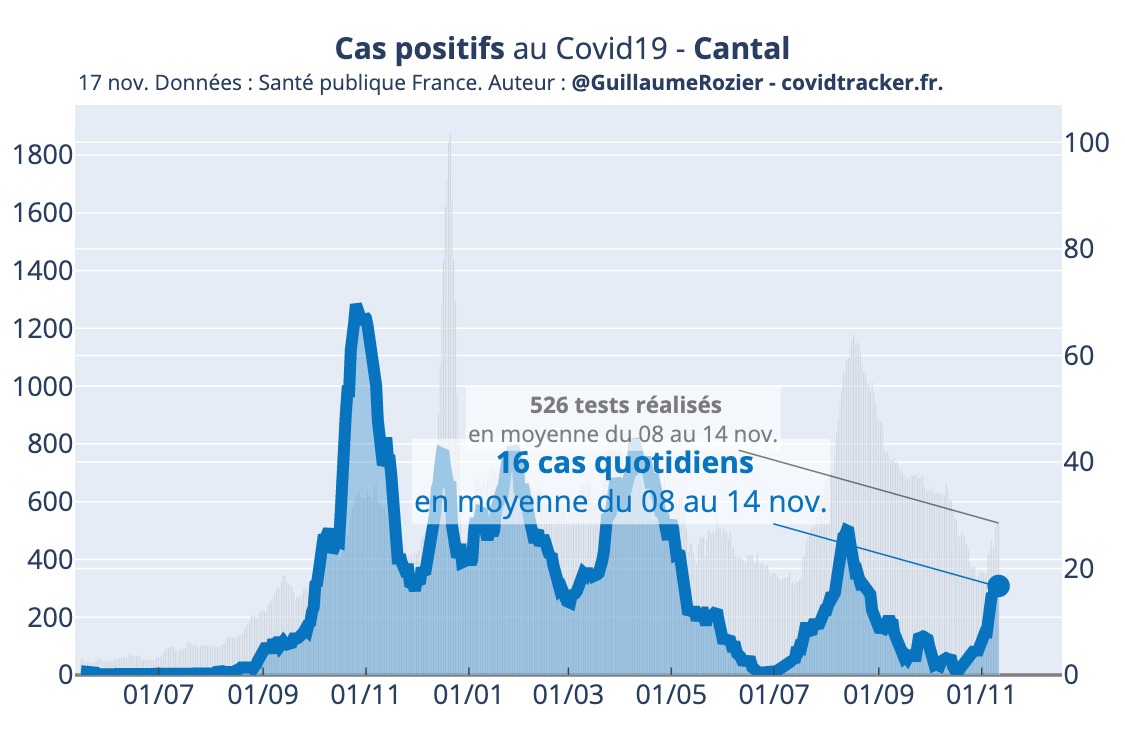 Cas positifs au Covid19 - Cantal
17 nov. Données : Santé publique France. Auteur : @GuillaumeRozier - covidtracker.fr.
1800
1600
1400
1200
1000
800
600
400
200
0
100
80
60
40
20
0
526 tests réalisés
en moyenne du 08 au 14 nov.
16 cas quotidiens
en moyenne du 08 au 14 nov.
01/07 01/09 01/11 01/01 01/03 01/05 01/07 01/09 01/11